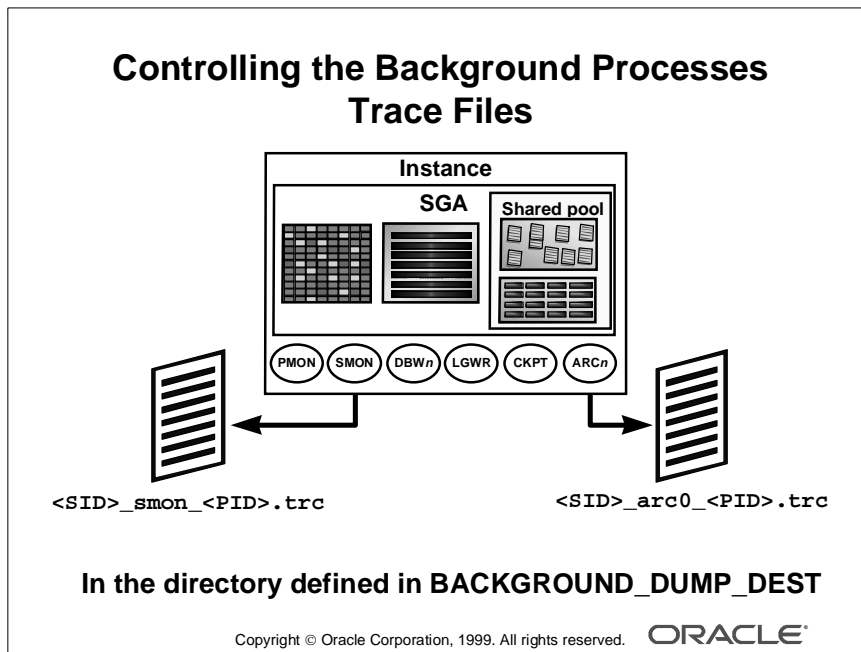 Controlling the Background Processes
Trace Files
Instance
SGA
Shared pool
PMON
SMON
DBWn
LGWR
CKPT
ARCn
<SID>_smon_<PID>.trc
<SID>_arc0_<PID>.trc
In the directory defined in BACKGROUND_DUMP_DEST
Copyright © Oracle Corporation, 1999. All rights reserved.
ORACLE®